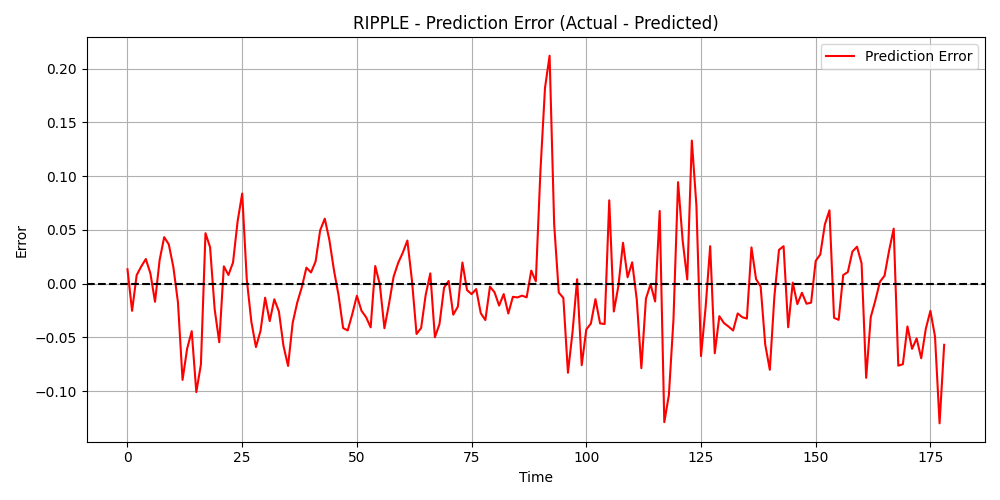 RIPPLE - Prediction Error (Actual - Predicted)
Prediction Error
Error
0.20
0.15
0.10
0.05
0.00
−0.05
−0.10
0 25 50 75 100 125 150 175
Time